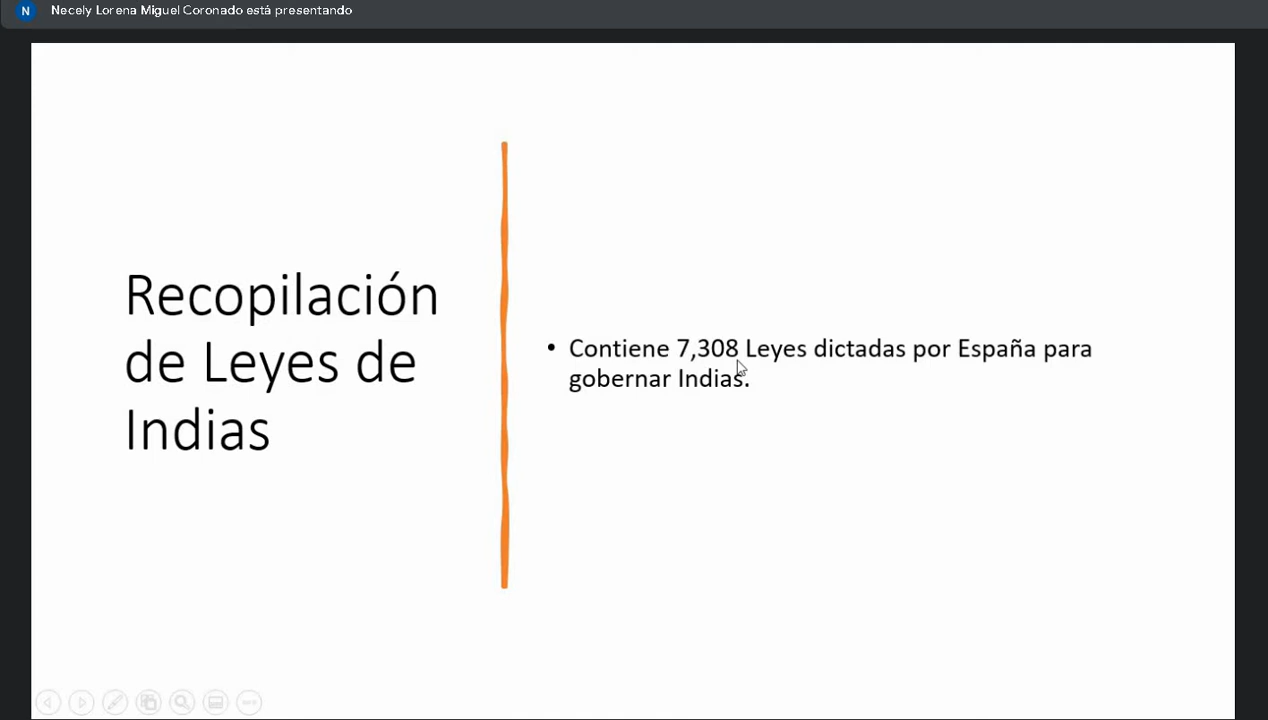 N Necely Lorena Miguel Coronado está presentando
Recopilación
de Leyes de
Indias
• Contiene 7,308 Leyes dictadas por España para
gobernar Indias.